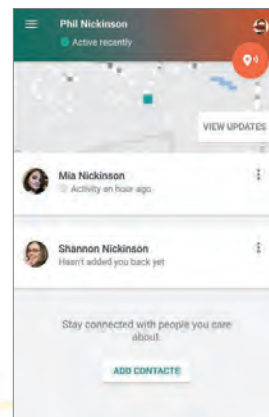 Phil Nickinson
Active recently
VIEW UPDATES
Mia Nickinson
Activity an hour ago
Shannon Nickinson
Hasn't added you back yet
Stay connected with people you care
about
ADD CONTACTS